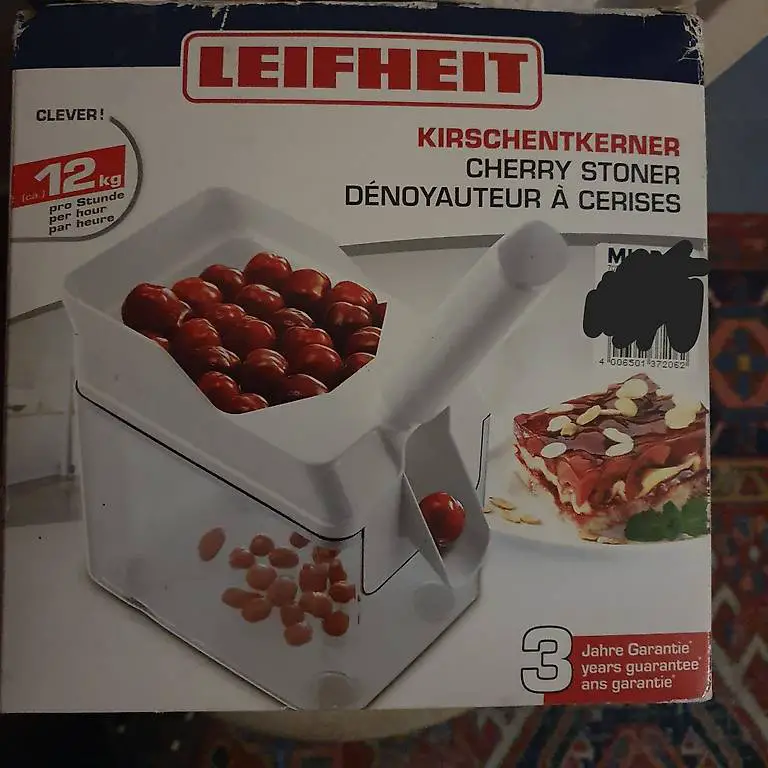 LEIFHEIT
CLEVER!
(ca.) 12 kg
pro Stunde
per hour
par heure
KIRSCHENTKERNER
CHERRY STONER
DÉNOYAUTEUR À CERISES
4 006501 372062
3 Jahre Garantie*
years guarantee*
ans garantie*